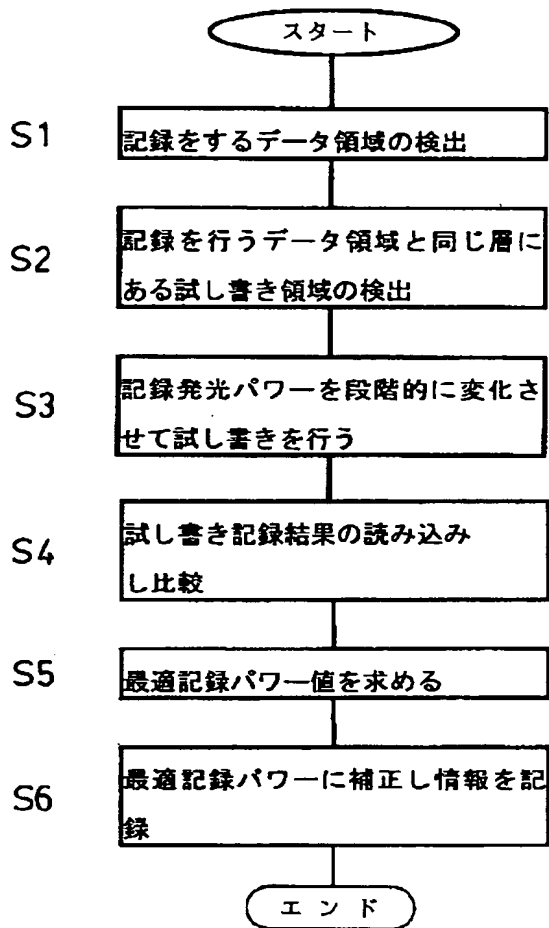 スタート
S1
記録をするデータ領域の検出
S2
記録を行うデータ領域と同じ層に
ある試し書き領域の検出
S3
記録発光パワーを段階的に変化さ
せて試し書きを行う
S4
試し書き記録結果の読み込み
し比較
S5
最適記録パワー値を求める
S6
最適記録パワーに補正し情報を記
録
エンド